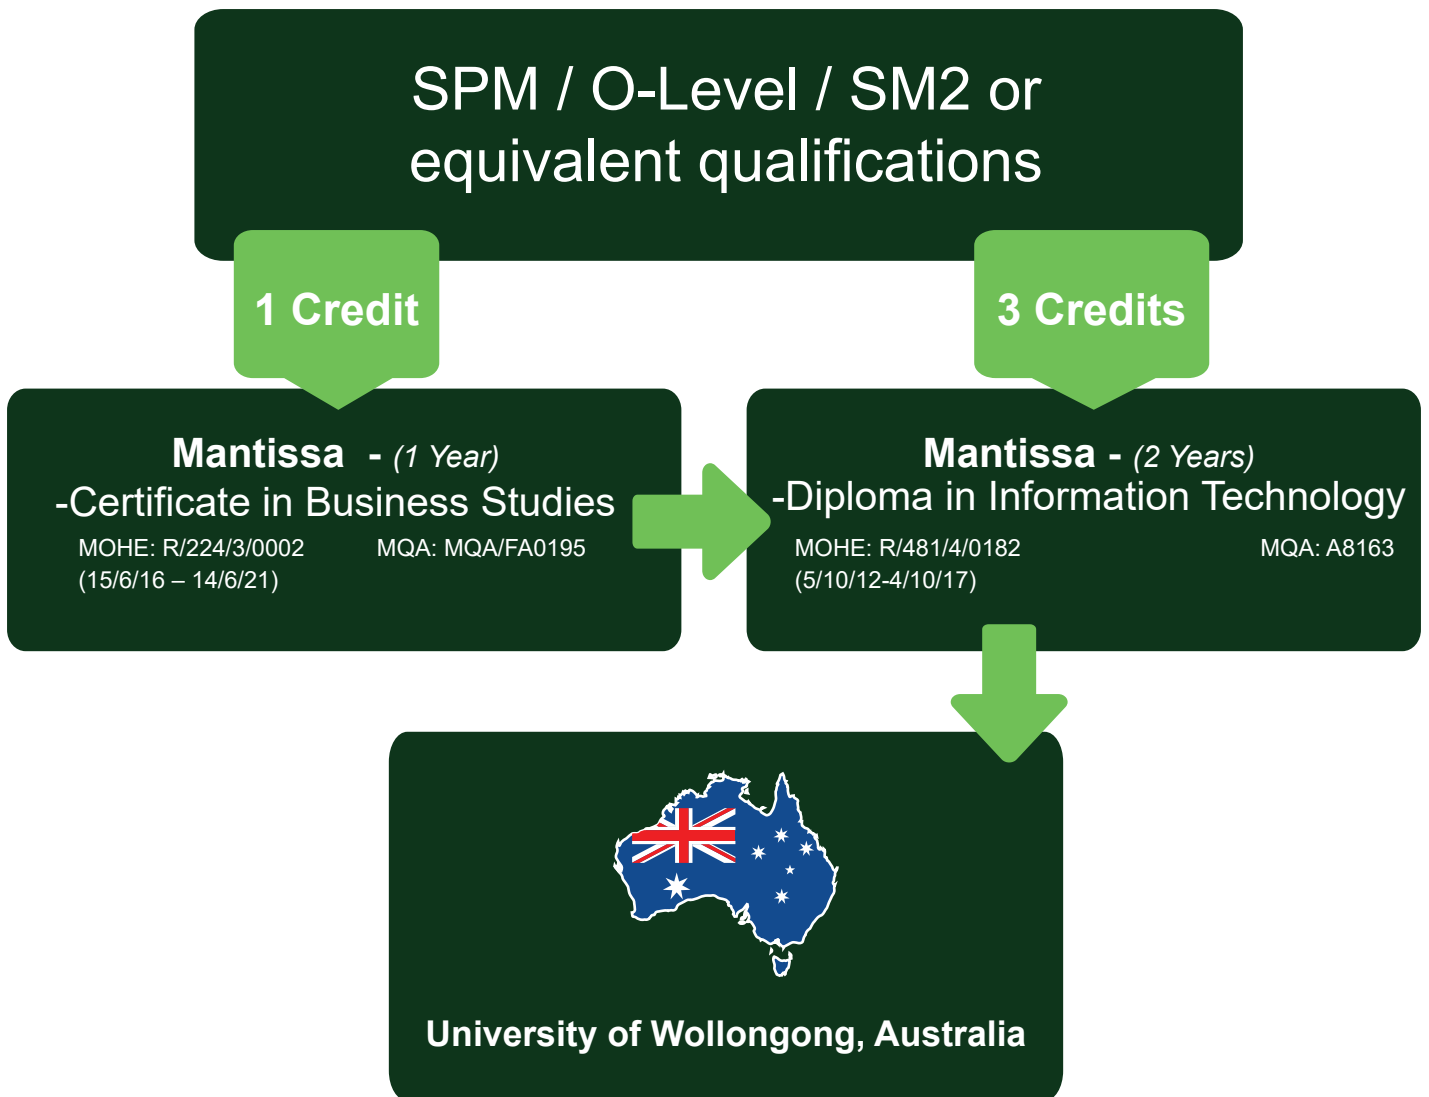 SPM / O-Level / SM2 or
equivalent qualifications
1 Credit
3 Credits
Mantissa - (1 Year)
-Certificate in Business Studies
MOHE: R/224/3/0002 MQA: MQA/FA0195
(15/6/16 – 14/6/21)
Mantissa - (2 Years)
-Diploma in Information Technology
MOHE: R/481/4/0182 MQA: A8163
(5/10/12-4/10/17)
University of Wollongong, Australia